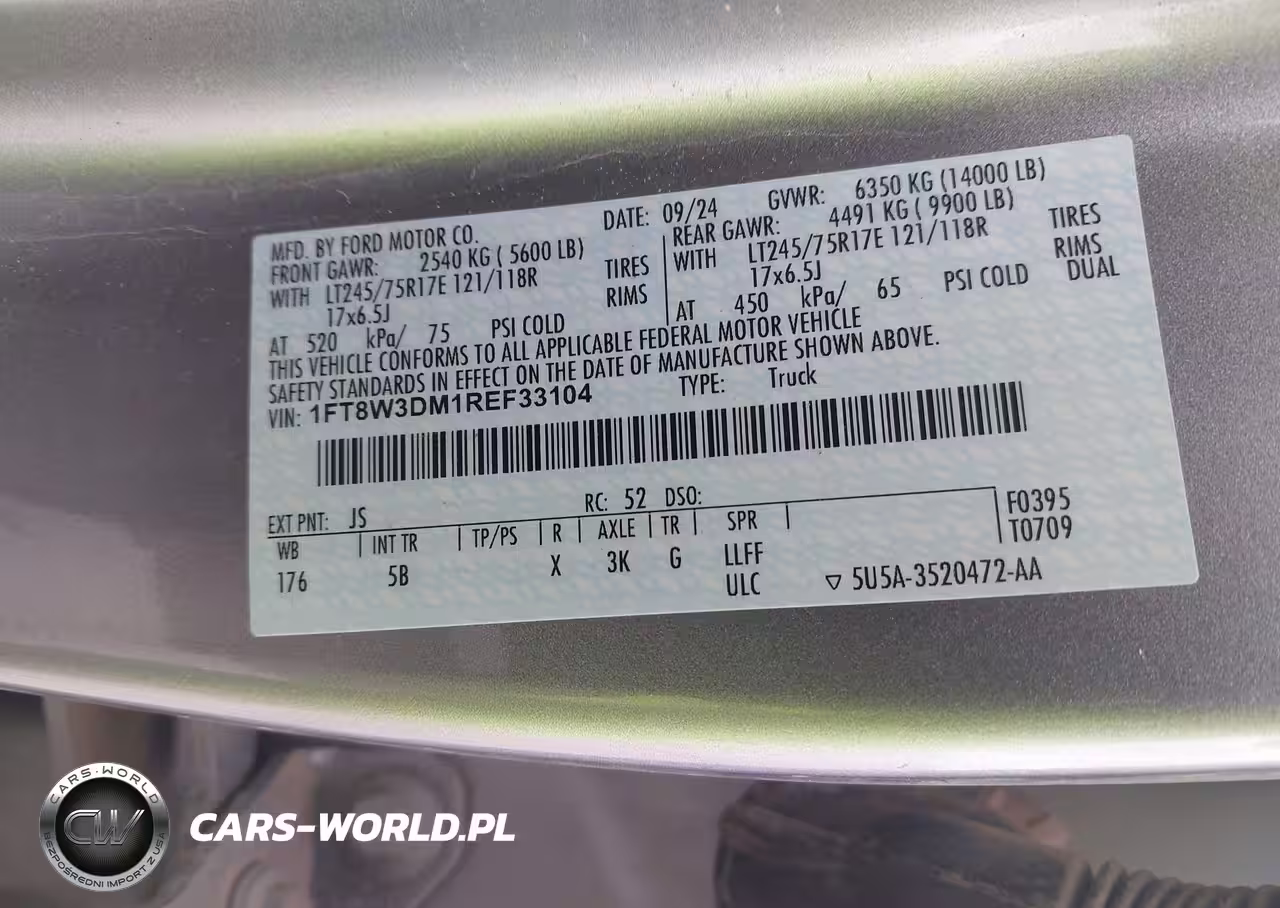 MFD. BY FORD MOTOR CO. DATE: 09/24 GVWR: 6350 KG (14000 LB)
FRONT GAWR: 2540 KG ( 5600 LB) REAR GAWR: 4491 KG ( 9900 LB)
WITH LT245/75R17E 121/118R TIRES WITH LT245/75R17E 121/118R TIRES
17x6.5J RIMS 17x6.5J RIMS
AT 520 kPa/ 75 PSI COLD AT 450 kPa/ 65 PSI COLD DUAL
THIS VEHICLE CONFORMS TO ALL APPLICABLE FEDERAL MOTOR VEHICLE
SAFETY STANDARDS IN EFFECT ON THE DATE OF MANUFACTURE SHOWN ABOVE.
VIN: 1FT8W3DM1REF33104 TYPE: Truck
EXT PNT: JS RC: 52 DSO: F0395
WB INT TR TP/PS R AXLE TR SPR T0709
176 5B X 3K G LLFF
ULC 5U5A-3520472-AA
CARS-WORLD
CW
BEZPOŚREDNI IMPORT Z USA
CARS-WORLD.PL